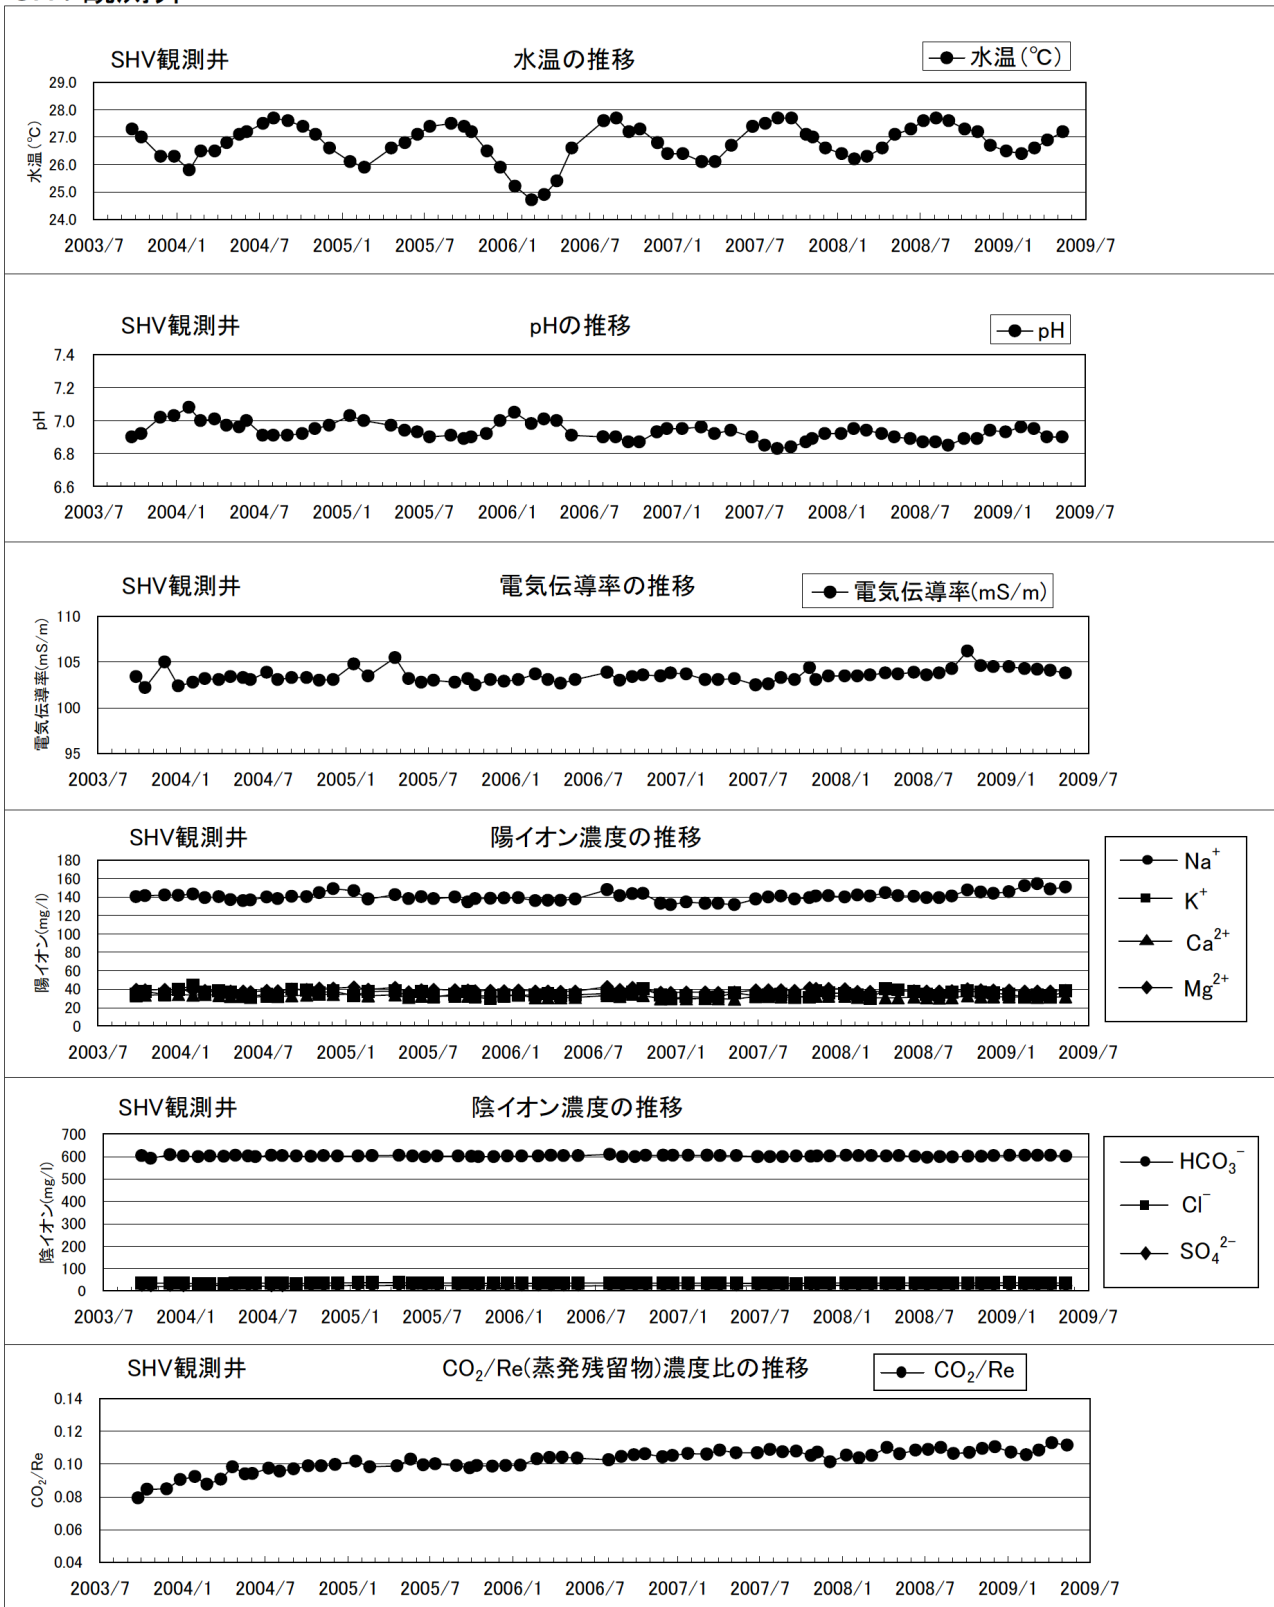 SHV観測井 水温の推移 水温(℃)
29.0
28.0
27.0
26.0
25.0
24.0
水温(℃)
2003/7 2004/1 2004/7 2005/1 2005/7 2006/1 2006/7 2007/1 2007/7 2008/1 2008/7 2009/1 2009/7
SHV観測井 pHの推移 pH
7.4
7.2
7.0
6.8
6.6
pH
2003/7 2004/1 2004/7 2005/1 2005/7 2006/1 2006/7 2007/1 2007/7 2008/1 2008/7 2009/1 2009/7
SHV観測井 電気伝導率の推移 電気伝導率(mS/m)
110
105
100
95
電気伝導率(mS/m)
2003/7 2004/1 2004/7 2005/1 2005/7 2006/1 2006/7 2007/1 2007/7 2008/1 2008/7 2009/1 2009/7
SHV観測井 陽イオン濃度の推移
180
160
140
120
100
80
60
40
20
0
陽イオン(mg/l)
Na⁺
K⁺
Ca²⁺
Mg²⁺
2003/7 2004/1 2004/7 2005/1 2005/7 2006/1 2006/7 2007/1 2007/7 2008/1 2008/7 2009/1 2009/7
SHV観測井 陰イオン濃度の推移
700
600
500
400
300
200
100
0
陰イオン(mg/l)
HCO₃⁻
Cl⁻
SO₄²⁻
2003/7 2004/1 2004/7 2005/1 2005/7 2006/1 2006/7 2007/1 2007/7 2008/1 2008/7 2009/1 2009/7
SHV観測井 CO₂/Re(蒸発残留物)濃度比の推移 CO₂/Re
0.14
0.12
0.10
0.08
0.06
0.04
CO₂/Re
2003/7 2004/1 2004/7 2005/1 2005/7 2006/1 2006/7 2007/1 2007/7 2008/1 2008/7 2009/1 2009/7